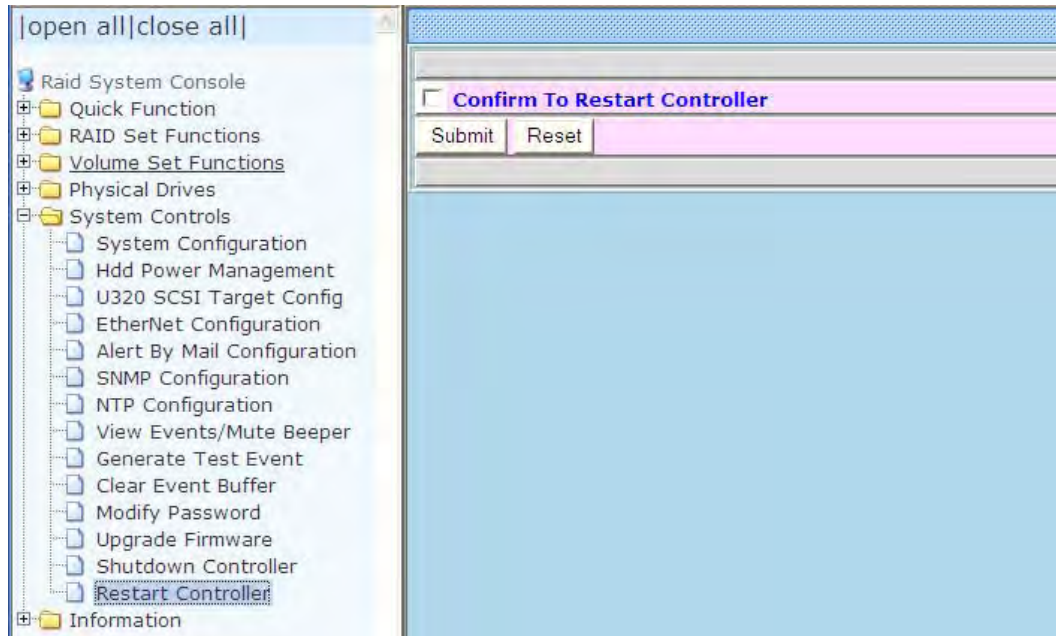 |open all|close all|
Raid System Console
Quick Function
RAID Set Functions
Volume Set Functions
Physical Drives
System Controls
System Configuration
Hdd Power Management
U320 SCSI Target Config
EtherNet Configuration
Alert By Mail Configuration
SNMP Configuration
NTP Configuration
View Events/Mute Beeper
Generate Test Event
Clear Event Buffer
Modify Password
Upgrade Firmware
Shutdown Controller
Restart Controller
Information
Confirm To Restart Controller
Submit Reset